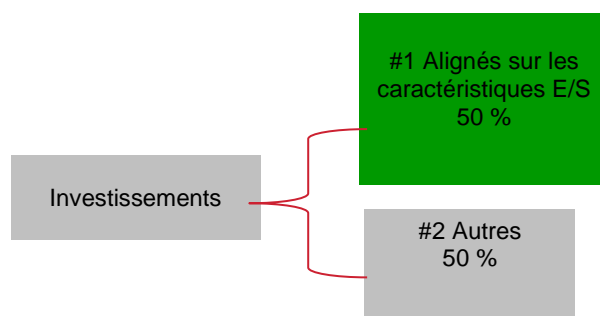 #1 Alignés sur les
caractéristiques E/S
50 %
Investissements
#2 Autres
50 %